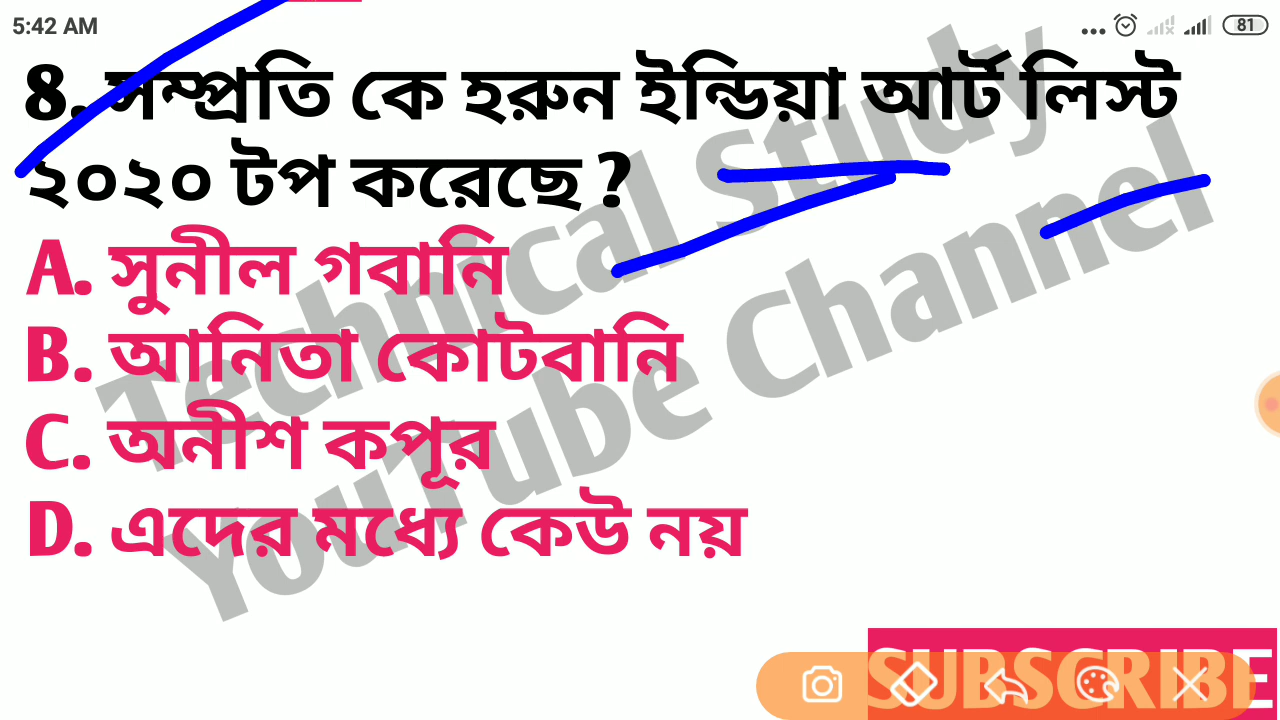 5:42 AM
81
8. সম্প্রতি কে হরুন ইন্ডিয়া আর্ট লিস্ট
২০২০ টপ করেছে ?
A. সুনীল গবানি
B. আনিতা কোটবানি
C. অনীশ কপূর
D. এদের মধ্যে কেউ নয়
Technical Study
YouTube Channel
SUBSCRIBE